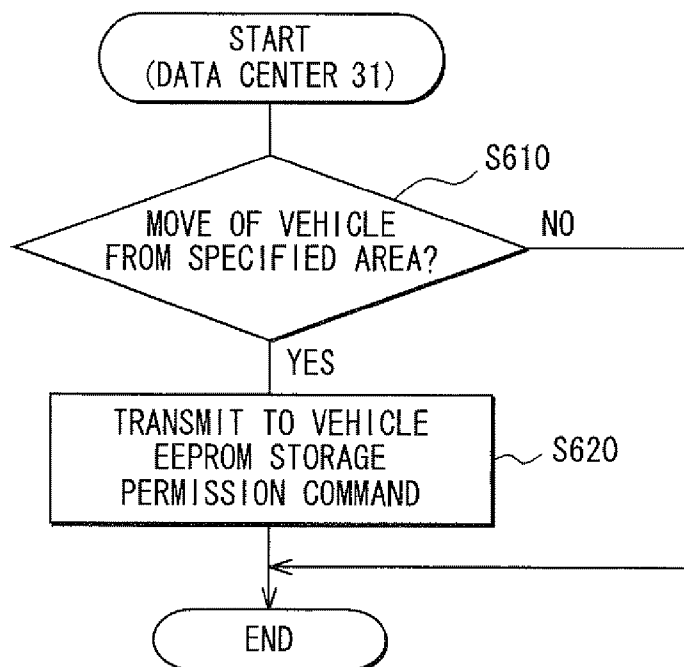 START
(DATA CENTER 31)
S610
MOVE OF VEHICLE
FROM SPECIFIED AREA?
NO
YES
TRANSMIT TO VEHICLE
EEPROM STORAGE
PERMISSION COMMAND
S620
END